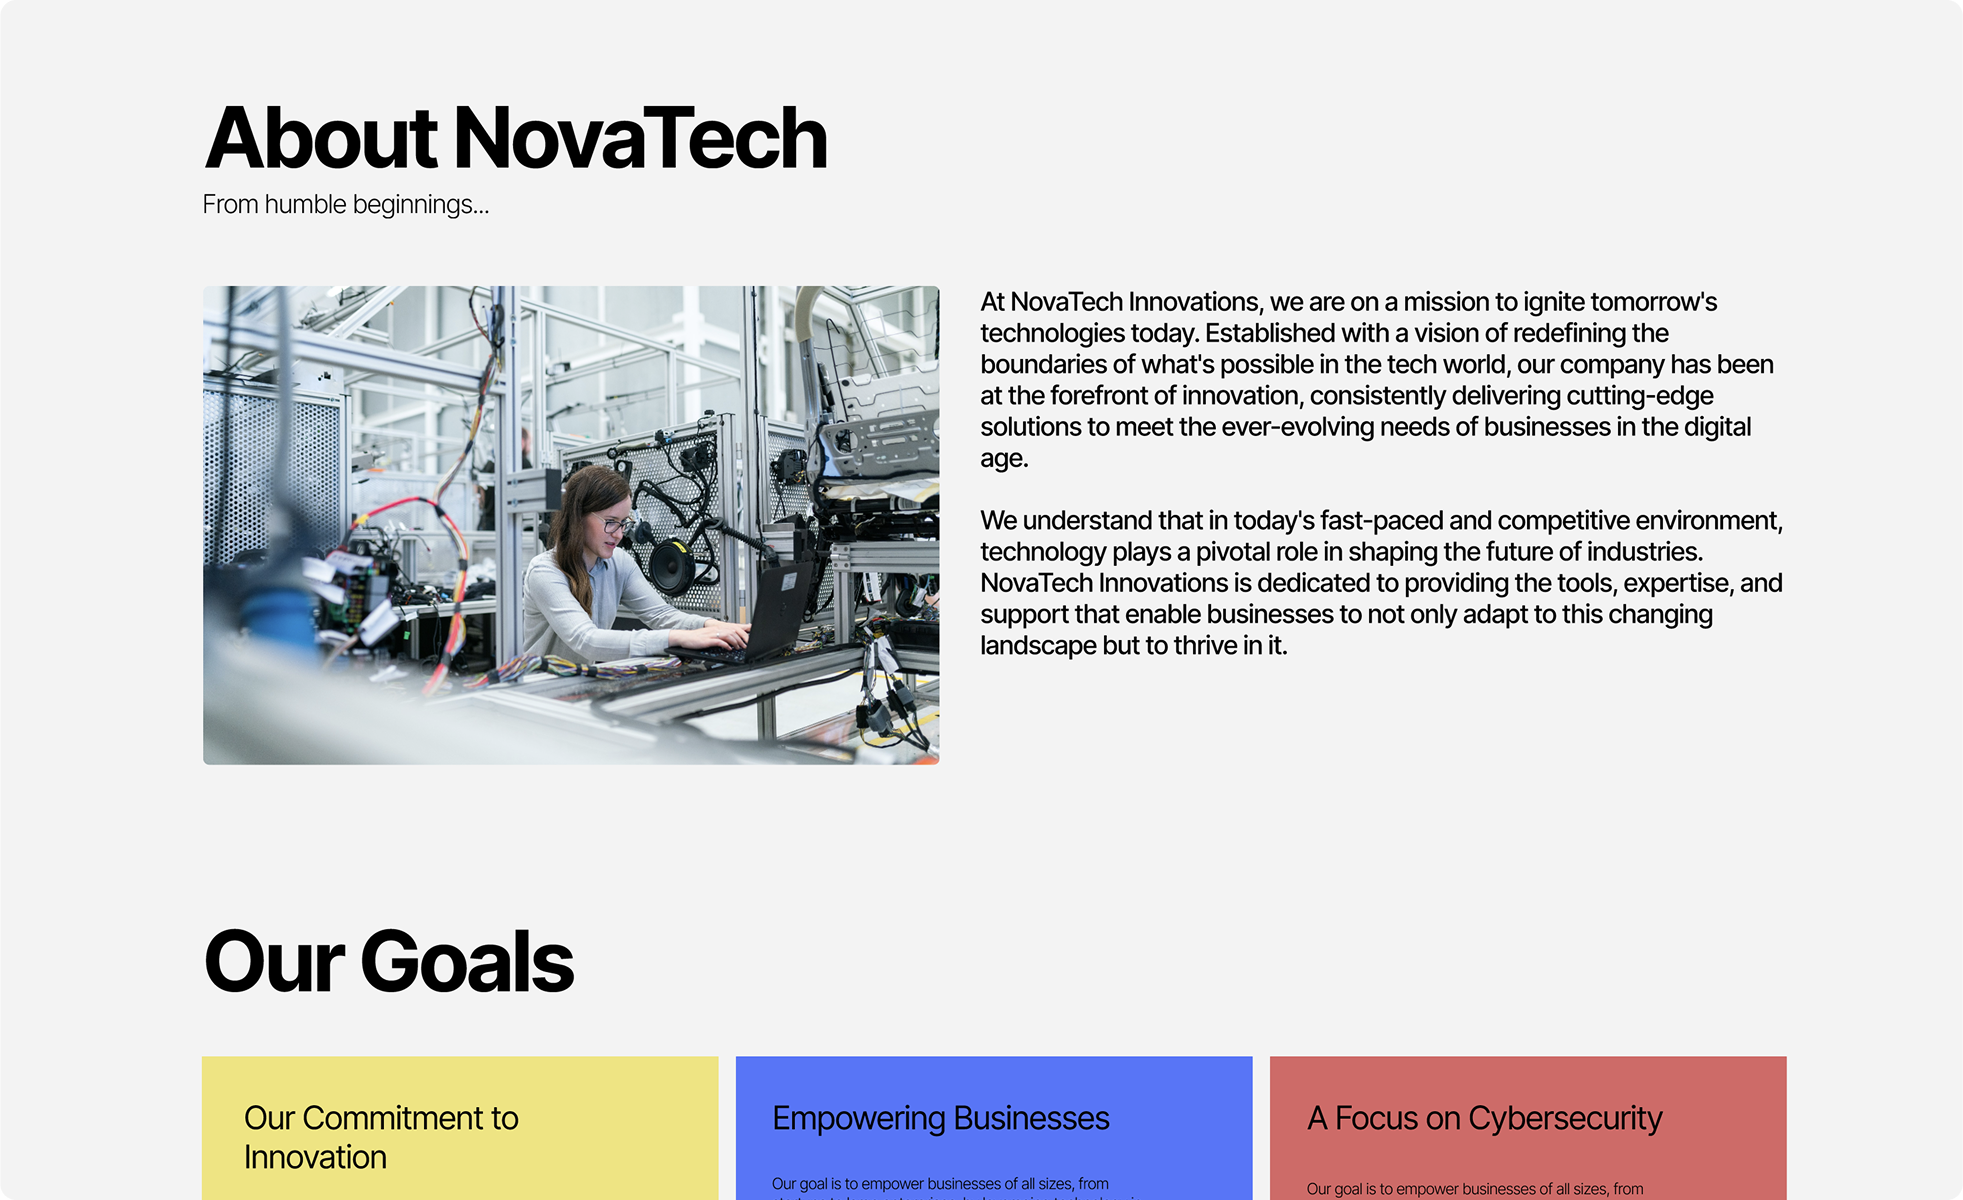 About NovaTech
From humble beginnings...
At NovaTech Innovations, we are on a mission to ignite tomorrow's
technologies today. Established with a vision of redefining the
boundaries of what's possible in the tech world, our company has been
at the forefront of innovation, consistently delivering cutting-edge
solutions to meet the ever-evolving needs of businesses in the digital
age.
We understand that in today's fast-paced and competitive environment,
technology plays a pivotal role in shaping the future of industries.
NovaTech Innovations is dedicated to providing the tools, expertise, and
support that enable businesses to not only adapt to this changing
landscape but to thrive in it.
Our Goals
Our Commitment to
Innovation
Empowering Businesses
Our goal is to empower businesses of all sizes, from
A Focus on Cybersecurity
Our goal is to empower businesses of all sizes, from